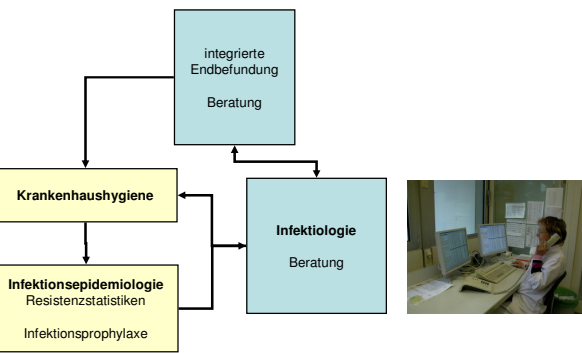 integrierte
Endbefundung
Beratung
Krankenhaushygiene
Infektiologie
Beratung
Infektionsepidemiologie
Resistenzstatistiken
Infektionsprophylaxe